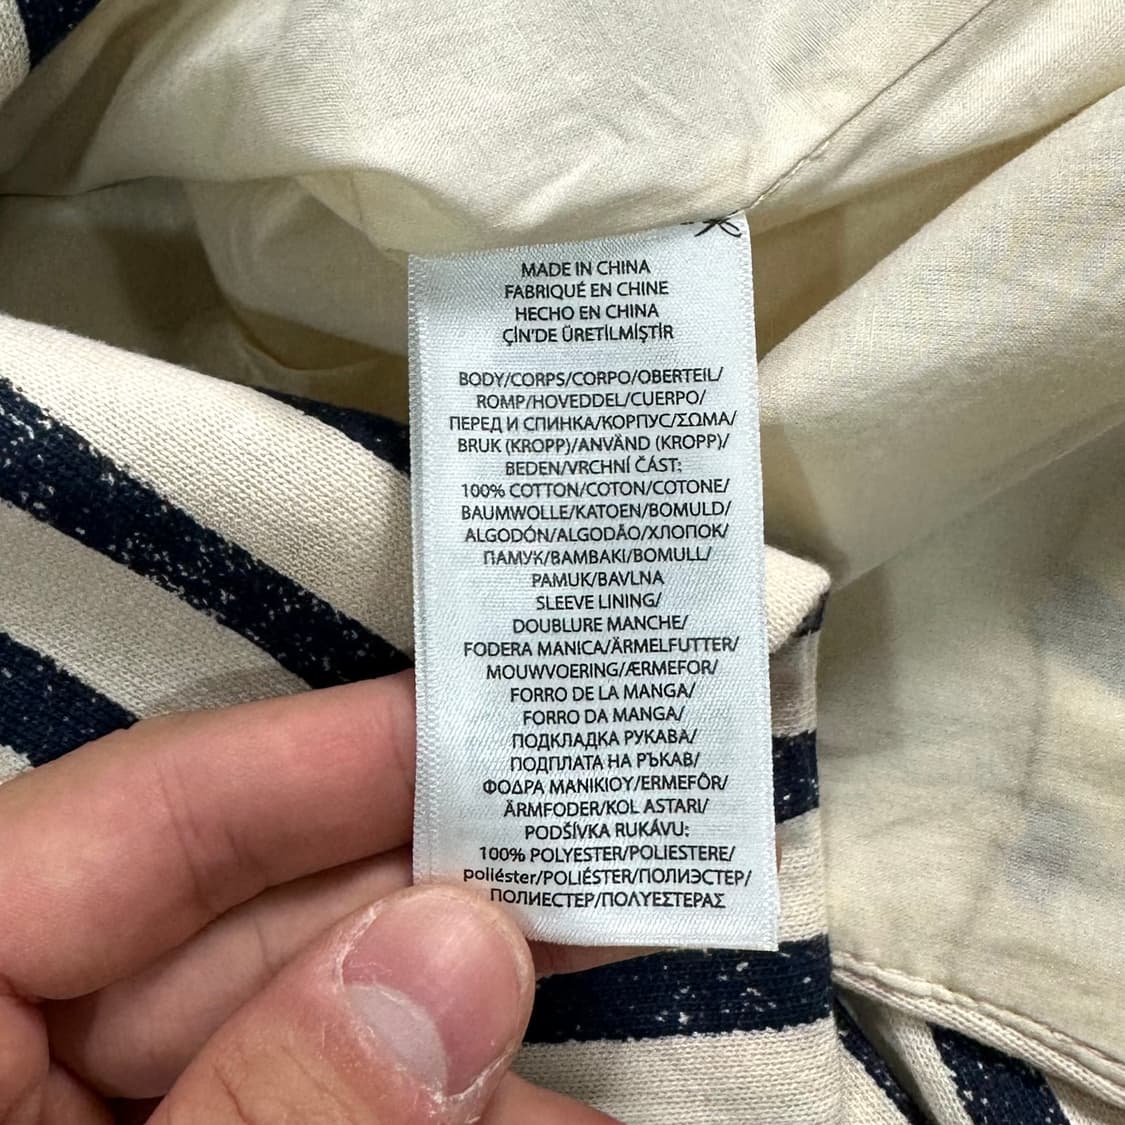 MADE IN CHINA
FABRIQUÉ EN CHINE
HECHO EN CHINA
ÇİN'DE ÜRETİLMİŞTİR
BODY/CORPS/CORPO/OBERTEIL/
ROMP/HOVEDDEL/CUERPO/
ПЕРЕД И СПИНКА/КОРПУС/ΣΩΜΑ/
BRUK (KROPP)/ANVÄND (KROPP)/
BEDEN/VRCHNÍ ČÁST:
100% COTTON/COTON/COTONE/
BAUMWOLLE/KATOEN/BOMULD/
ALGODÓN/ALGODÃO/ХЛОПОК/
ПАМУК/BAMBAKI/BOMULL/
PAMUK/BAVLNA
SLEEVE LINING/
DOUBLURE MANCHE/
FODERA MANICA/ÄRMELFUTTER/
MOUWVOERING/ÆRMEFOR/
FORRO DE LA MANGA/
FORRO DA MANGA/
ПОДКЛАДКА РУКАВА/
ПОДПЛАТА НА РЪКАВ/
ΦΟΔΡΑ ΜΑΝΙΚΙΟΥ/ERMEFÔR/
ÄRMFODER/KOL ASTARI/
PODŠÍVKA RUKÁVU:
100% POLYESTER/POLIESTERE/
poliéster/POLIÉSTER/ПОЛИЭСТЕР/
ПОЛИЕСТЕР/ΠΟΛΥΕΣΤΕΡΑΣ